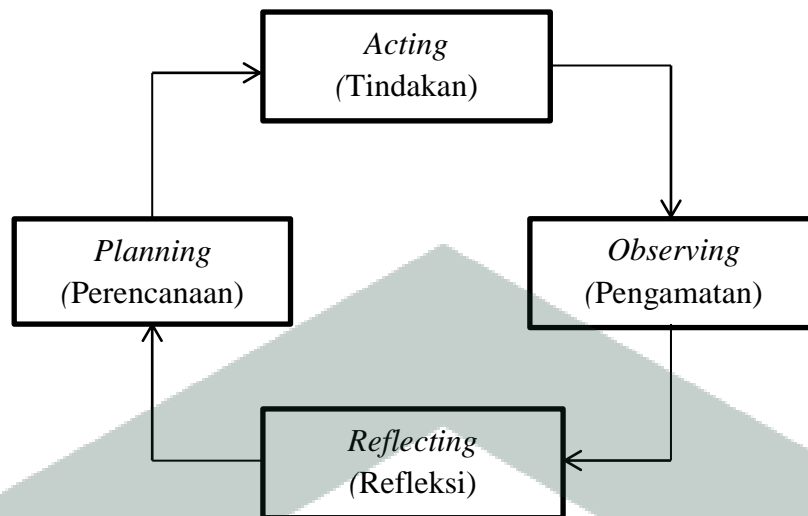 Acting
(Tindakan)
Planning
(Perencanaan)
Observing
(Pengamatan)
Reflecting
(Refleksi)